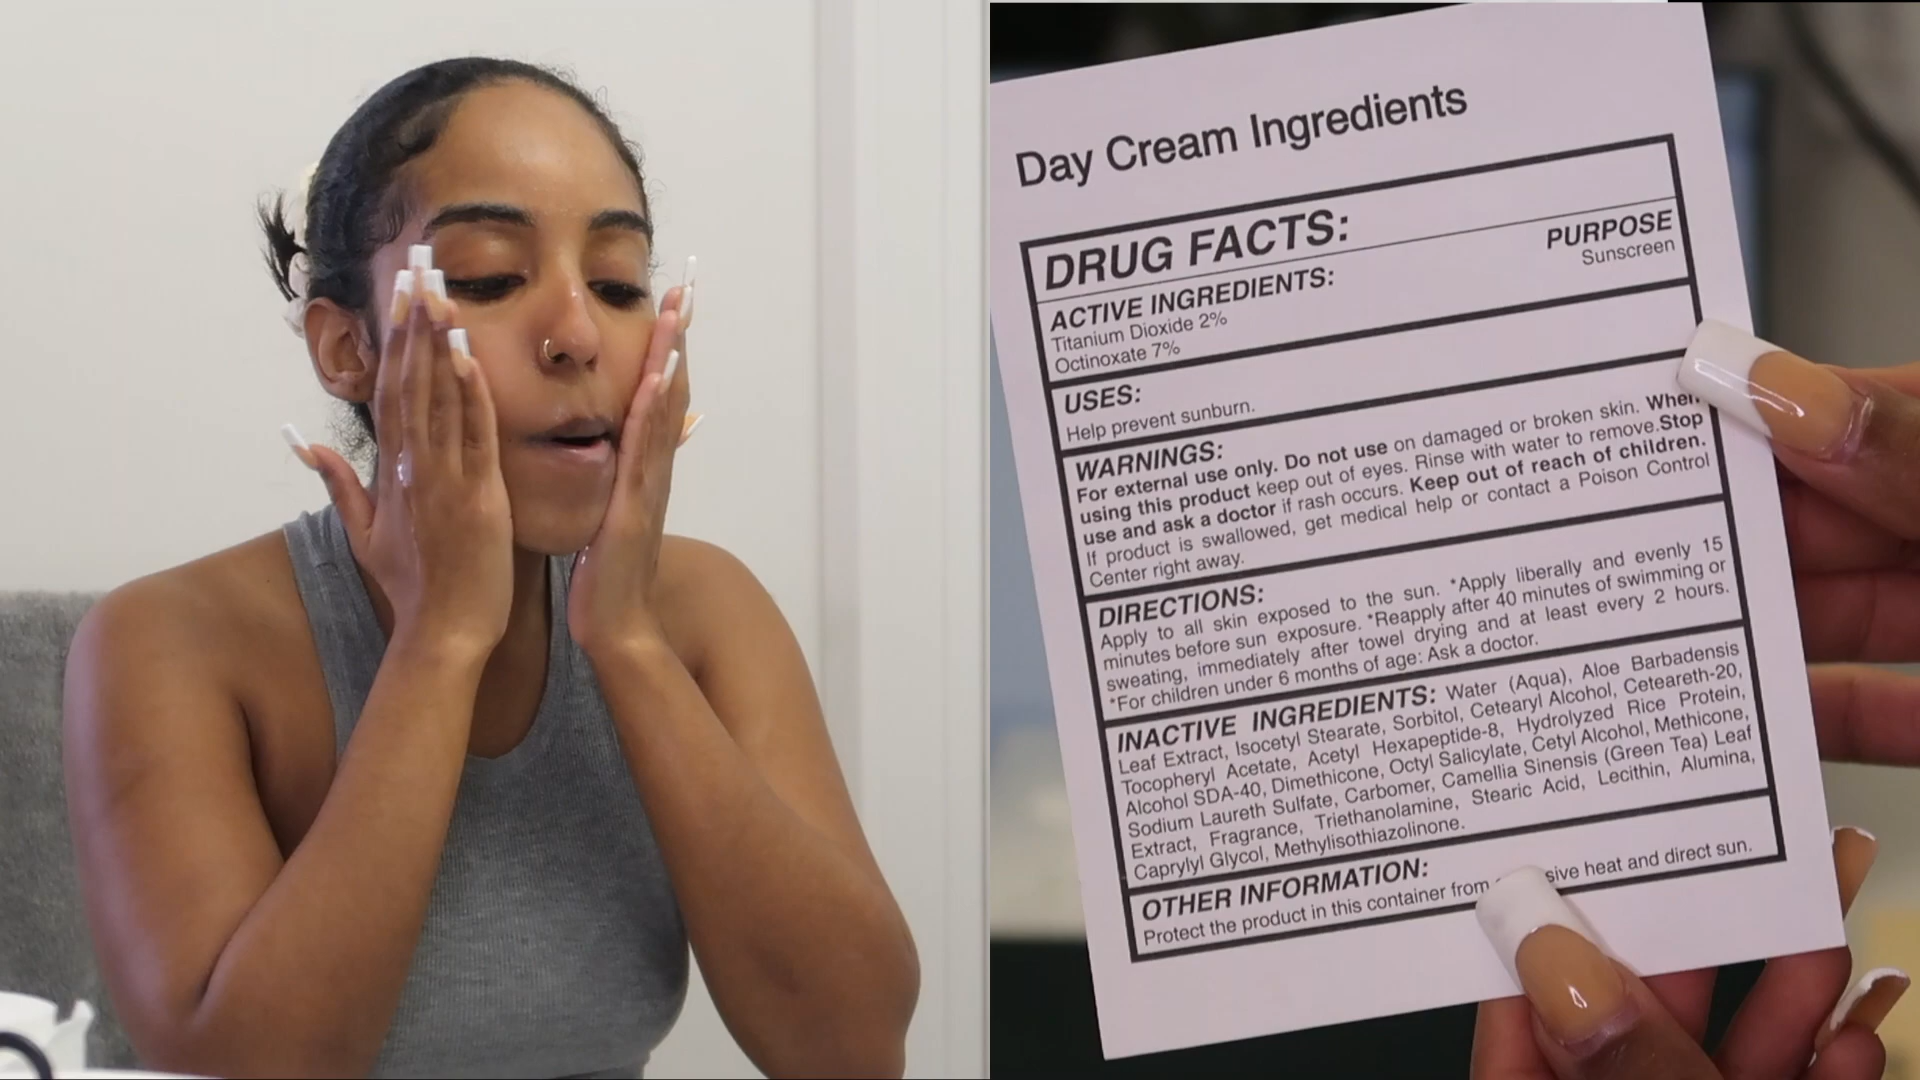 Day Cream Ingredients
DRUG FACTS:
ACTIVE INGREDIENTS: PURPOSE
Titanium Dioxide 2% Sunscreen
Octinoxate 7%
USES:
Help prevent sunburn.
WARNINGS:
For external use only. Do not use on damaged or broken skin. When
using this product keep out of eyes. Rinse with water to remove.Stop
use and ask a doctor if rash occurs. Keep out of reach of children.
If product is swallowed, get medical help or contact a Poison Control
Center right away.
DIRECTIONS:
Apply to all skin exposed to the sun. *Apply liberally and evenly 15
minutes before sun exposure. *Reapply after 40 minutes of swimming or
sweating, immediately after towel drying and at least every 2 hours.
*For children under 6 months of age: Ask a doctor.
INACTIVE INGREDIENTS: Water (Aqua), Aloe Barbadensis
Leaf Extract, Isocetyl Stearate, Sorbitol, Cetearyl Alcohol, Ceteareth-20,
Tocopheryl Acetate, Acetyl Hexapeptide-8, Hydrolyzed Rice Protein,
Alcohol SDA-40, Dimethicone, Octyl Salicylate, Cetyl Alcohol, Methicone,
Sodium Laureth Sulfate, Carbomer, Camellia Sinensis (Green Tea) Leaf
Extract, Fragrance, Triethanolamine, Stearic Acid, Lecithin, Alumina,
Caprylyl Glycol, Methylisothiazolinone.
OTHER INFORMATION:
Protect the product in this container from heat and direct sun.